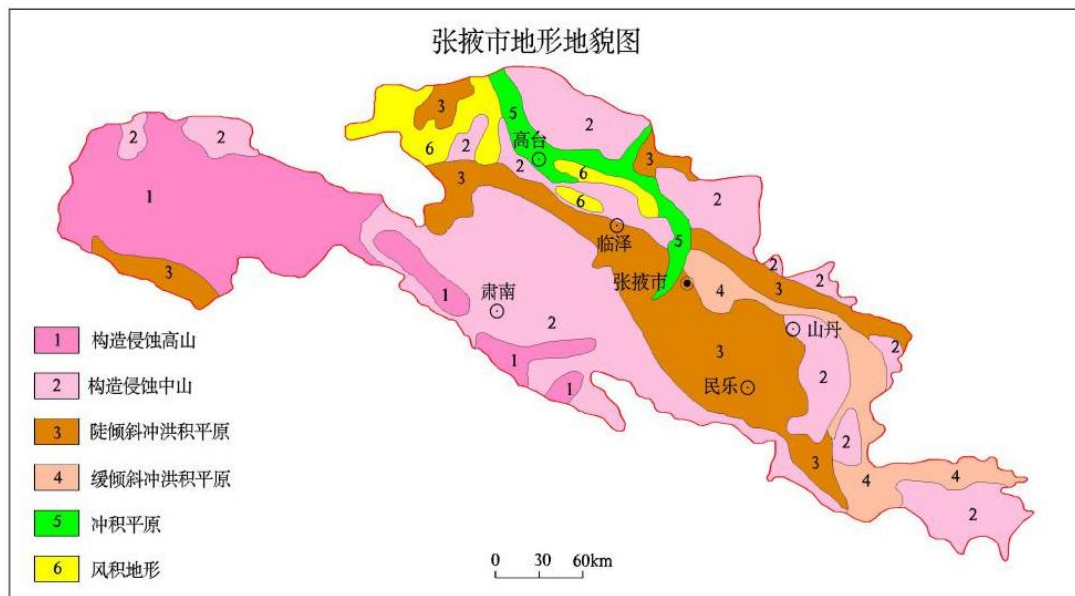 张掖市地形地貌图
2
2
3
5
2
6
2
高台
2
3
1
3
6
2
6
临泽
5
2
2
3
张掖市
4
3
1
肃南
2
山丹
2
3
民乐
2
1
1
2
3
4
4
2
1 构造侵蚀高山
2 构造侵蚀中山
3 陡倾斜冲洪积平原
4 缓倾斜冲洪积平原
5 冲积平原
6 风积地形
0 30 60km